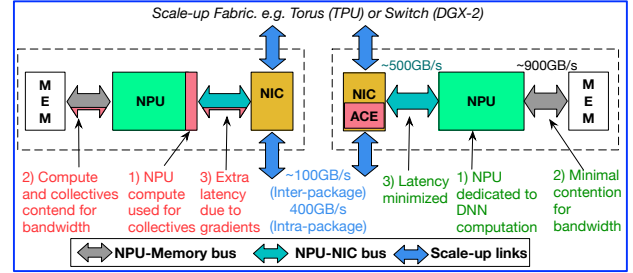 Scale-up Fabric. e.g. Torus (TPU) or Switch (DGX-2)
MEM
NPU
NIC
~500GB/s
NIC
ACE
NPU
~900GB/s
MEM
2) Compute
and collectives
contend for
bandwidth
1) NPU
compute
used for
collectives
3) Extra
latency
due to
gradients
~100GB/s
(Inter-package)
400GB/s
(Intra-package)
3) Latency
minimized
1) NPU
dedicated to
DNN
computation
2) Minimal
contention
for
bandwidth
NPU-Memory bus
NPU-NIC bus
Scale-up links